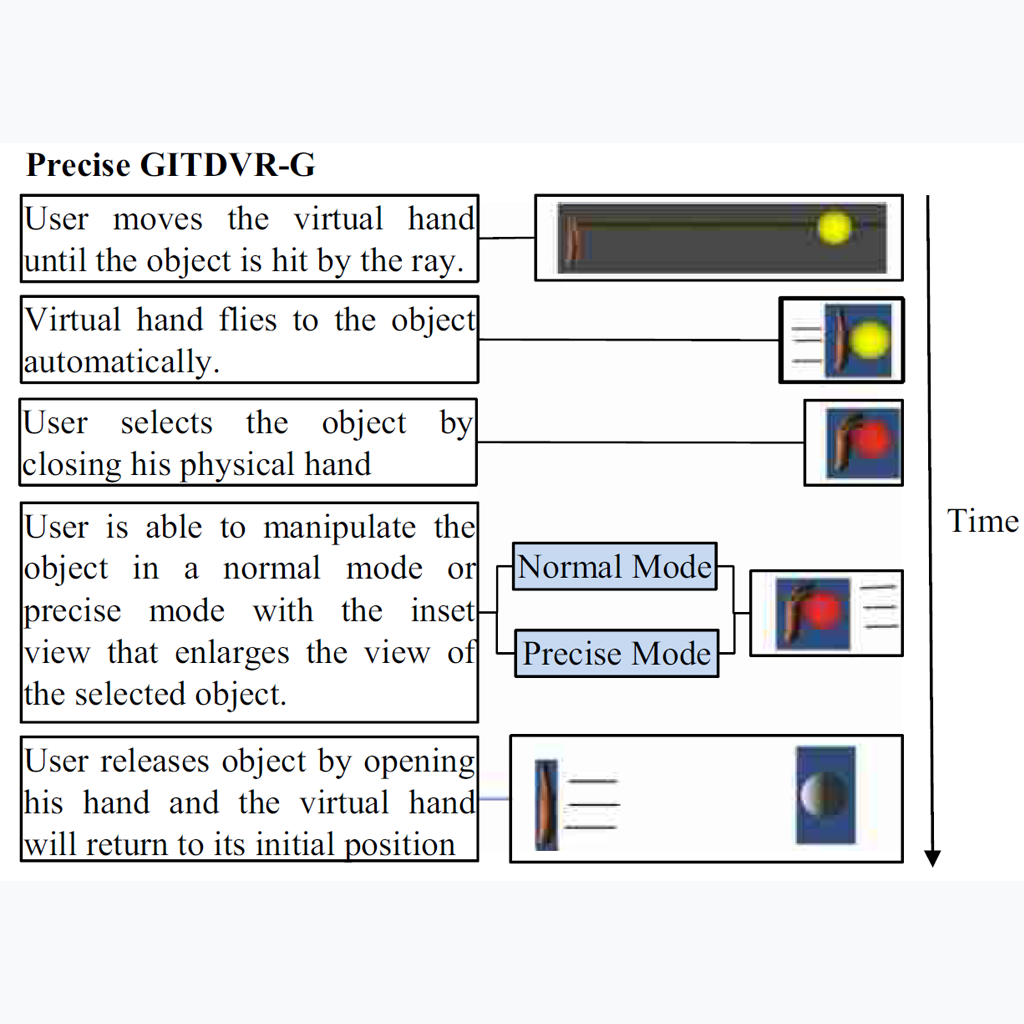 Precise GITDVR-G
User moves the virtual hand
until the object is hit by the ray.
Virtual hand flies to the object
automatically.
User selects the object by
closing his physical hand
User is able to manipulate the
object in a normal mode or
precise mode with the inset
view that enlarges the view of
the selected object.
Normal Mode
Precise Mode
User releases object by opening
his hand and the virtual hand
will return to its initial position
Time